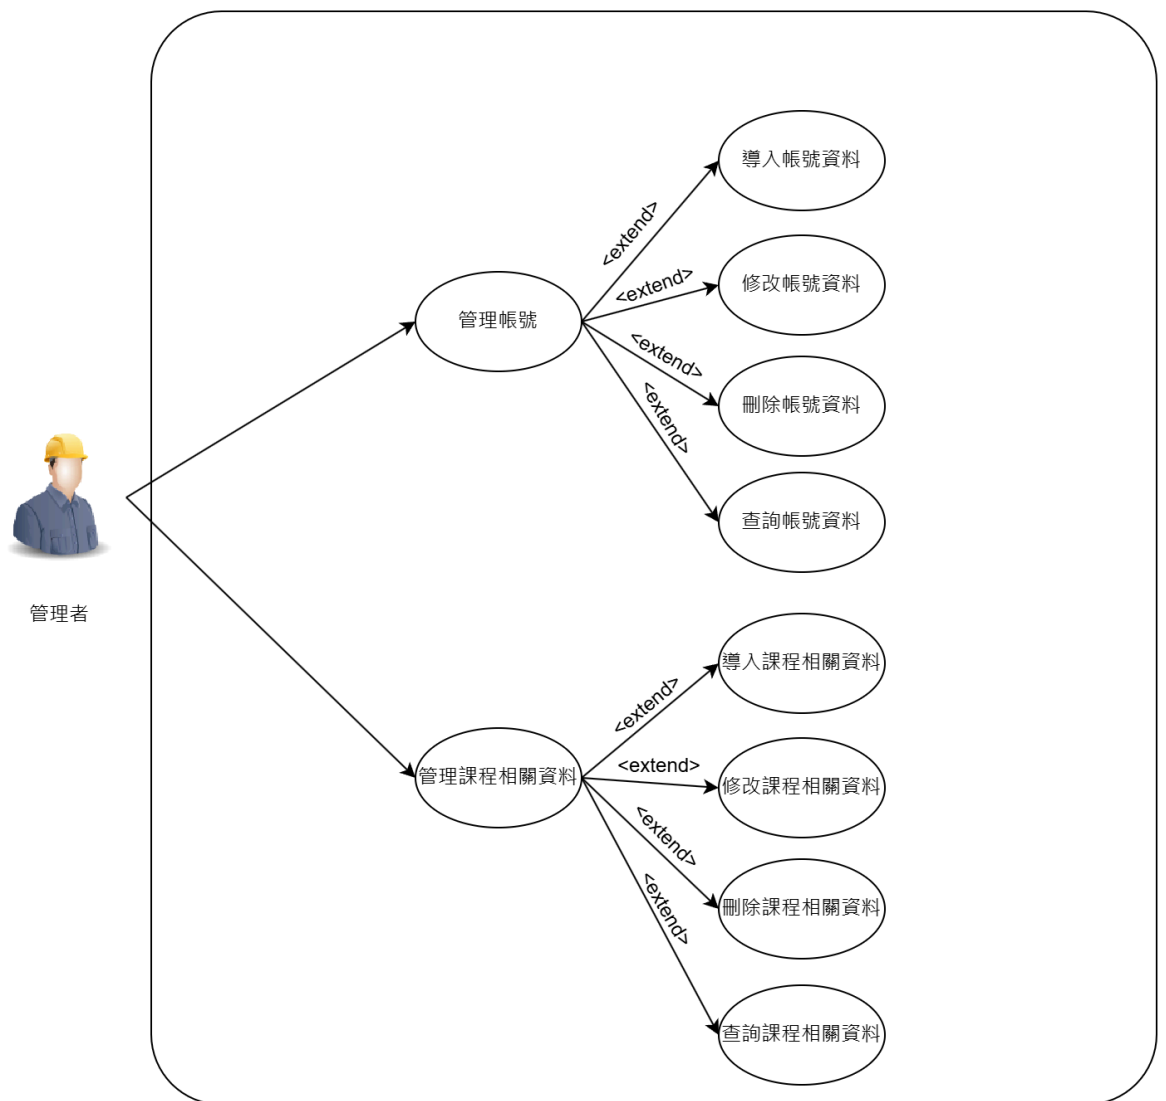 導入帳號資料
<extend>
修改帳號資料
<extend>
管理帳號
<extend>
刪除帳號資料
<extend>
查詢帳號資料
管理者
導入課程相關資料
<extend>
<extend>
管理課程相關資料
修改課程相關資料
<extend>
刪除課程相關資料
<extend>
查詢課程相關資料